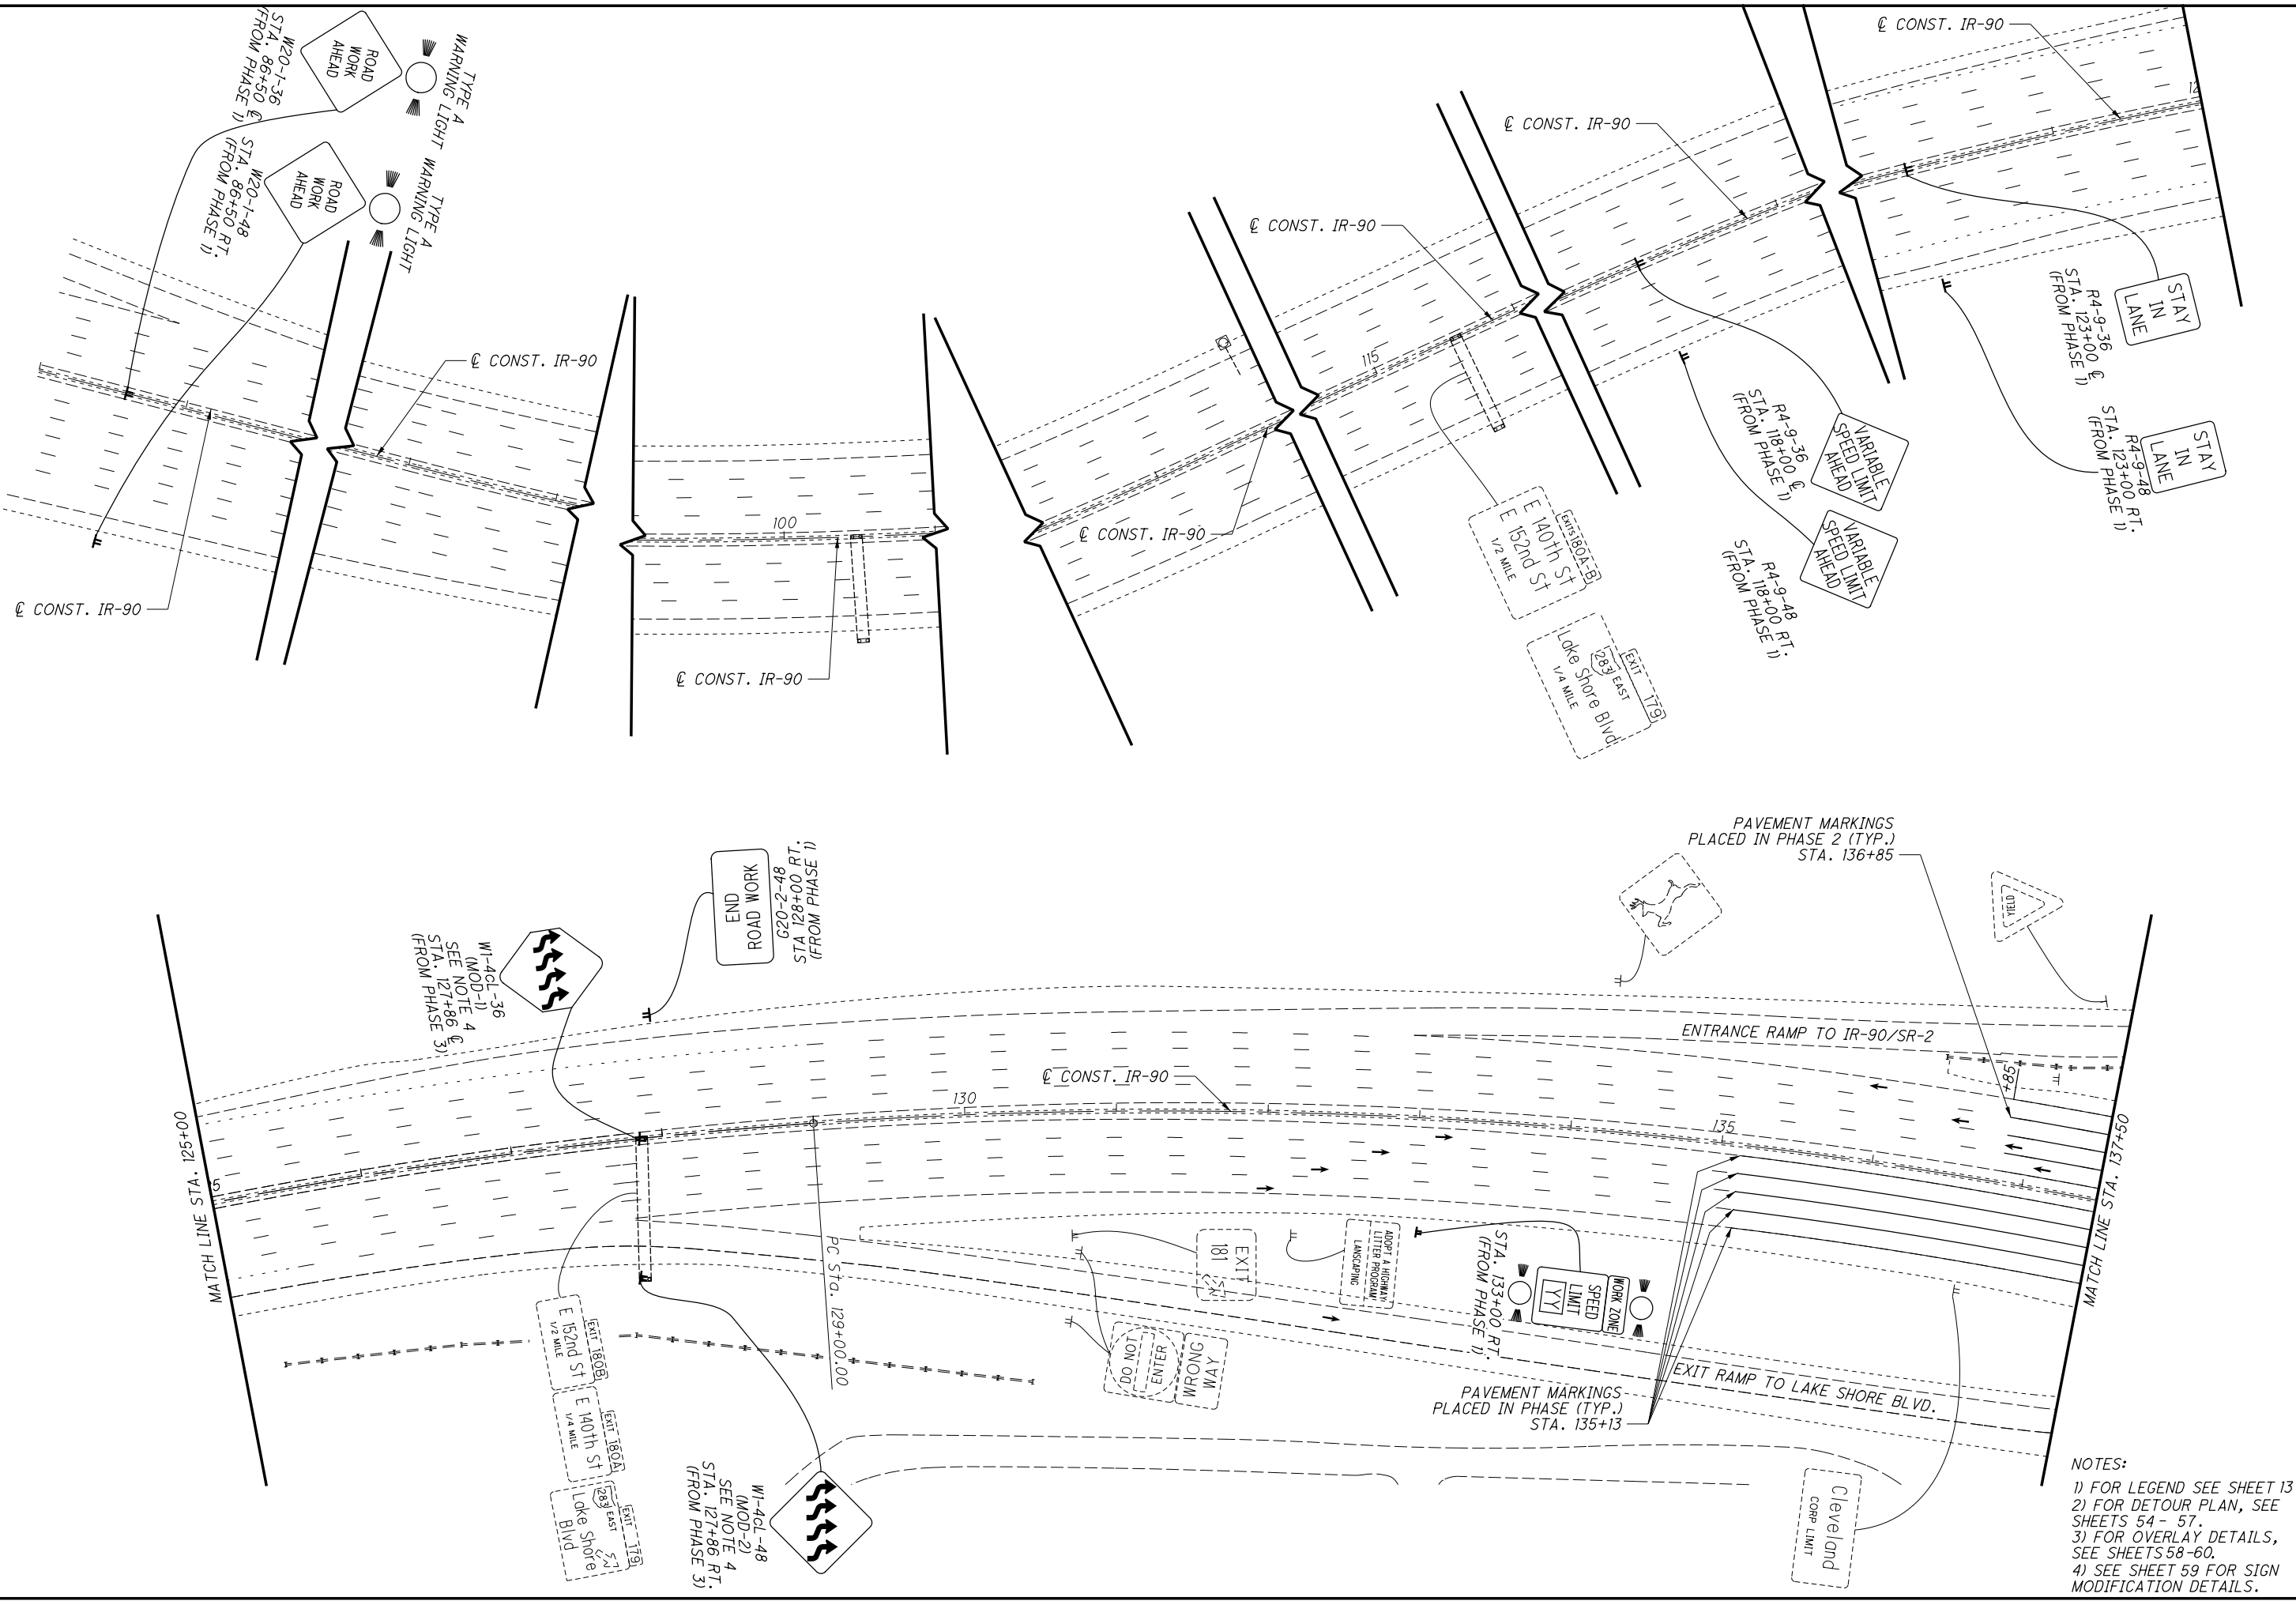 W20-1-36
STA. 86+50 ℄
(FROM PHASE 1)
ROAD
WORK
AHEAD
TYPE A
WARNING LIGHT
W20-1-48
STA. 86+50 RT.
(FROM PHASE 1)
ROAD
WORK
AHEAD
TYPE A
WARNING LIGHT
℄ CONST. IR-90
℄ CONST. IR-90
100
℄ CONST. IR-90
℄ CONST. IR-90
℄ CONST. IR-90
115
℄ CONST. IR-90
℄ CONST. IR-90
12
EXITS 180A-B
E 140th St
E 152nd St
1/2 MILE
EXIT 179
283 EAST
Lake Shore Blvd
1/4 MILE
VARIABLE
SPEED LIMIT
AHEAD
R4-9-36
STA. 118+00 ℄
(FROM PHASE 1)
VARIABLE
SPEED LIMIT
AHEAD
R4-9-48
STA. 118+00 RT.
(FROM PHASE 1)
STAY
IN
LANE
R4-9-36
STA. 123+00 ℄
(FROM PHASE 1)
STAY
IN
LANE
R4-9-48
STA. 123+00 RT.
(FROM PHASE 1)
MATCH LINE STA. 125+00
5
W1-4cL-36
(MOD-1)
SEE NOTE 4
STA. 127+86 ℄
(FROM PHASE 3)
END
ROAD WORK
G20-2-48
STA 128+00 RT.
(FROM PHASE 1)
PAVEMENT MARKINGS
PLACED IN PHASE 2 (TYP.)
STA. 136+85
YIELD
ENTRANCE RAMP TO IR-90/SR-2
+85
℄ CONST. IR-90
130
135
PC Sta. 129+00.00
EXIT
181
ADOPT A HIGHWAY
LITTER PROGRAM
LANSCAPING
DO NOT
ENTER
WRONG
WAY
STA. 133+00 RT.
(FROM PHASE 1)
WORK ZONE
SPEED
LIMIT
YY
EXIT RAMP TO LAKE SHORE BLVD.
PAVEMENT MARKINGS
PLACED IN PHASE (TYP.)
STA. 135+13
MATCH LINE STA. 137+50
EXIT 180B
E 152nd St
1/2 MILE
EXIT 180A
E 140th St
1/4 MILE
EXIT 179
283 EAST
Lake Shore
Blvd
W1-4cL-48
(MOD-2)
SEE NOTE 4
STA. 127+86 RT.
(FROM PHASE 3)
Cleveland
CORP LIMIT
NOTES:
1) FOR LEGEND SEE SHEET 13
2) FOR DETOUR PLAN, SEE
SHEETS 54 - 57.
3) FOR OVERLAY DETAILS,
SEE SHEETS 58-60.
4) SEE SHEET 59 FOR SIGN
MODIFICATION DETAILS.